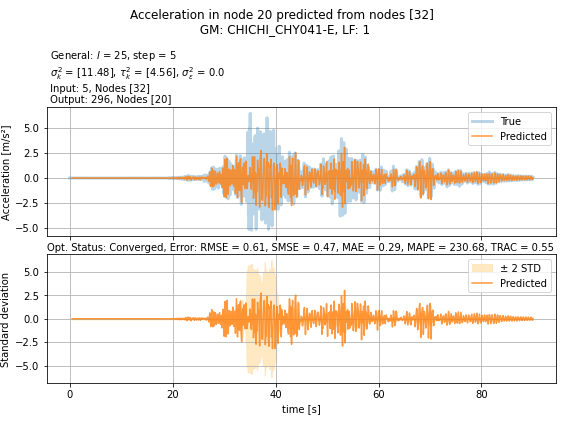 Acceleration in node 20 predicted from nodes [32]
GM: CHICHI_CHY041-E, LF: 1
General: l = 25, step = 5
σ²ₖ = [11.48], τ²ₖ = [4.56], σ²ε = 0.0
Input: 5, Nodes [32]
Output: 296, Nodes [20]
Acceleration [m/s²]
5.0
2.5
0.0
−2.5
−5.0
True
Predicted
Opt. Status: Converged, Error: RMSE = 0.61, SMSE = 0.47, MAE = 0.29, MAPE = 230.68, TRAC = 0.55
Standard deviation
5.0
2.5
0.0
−2.5
−5.0
± 2 STD
Predicted
0 20 40 60 80
time [s]